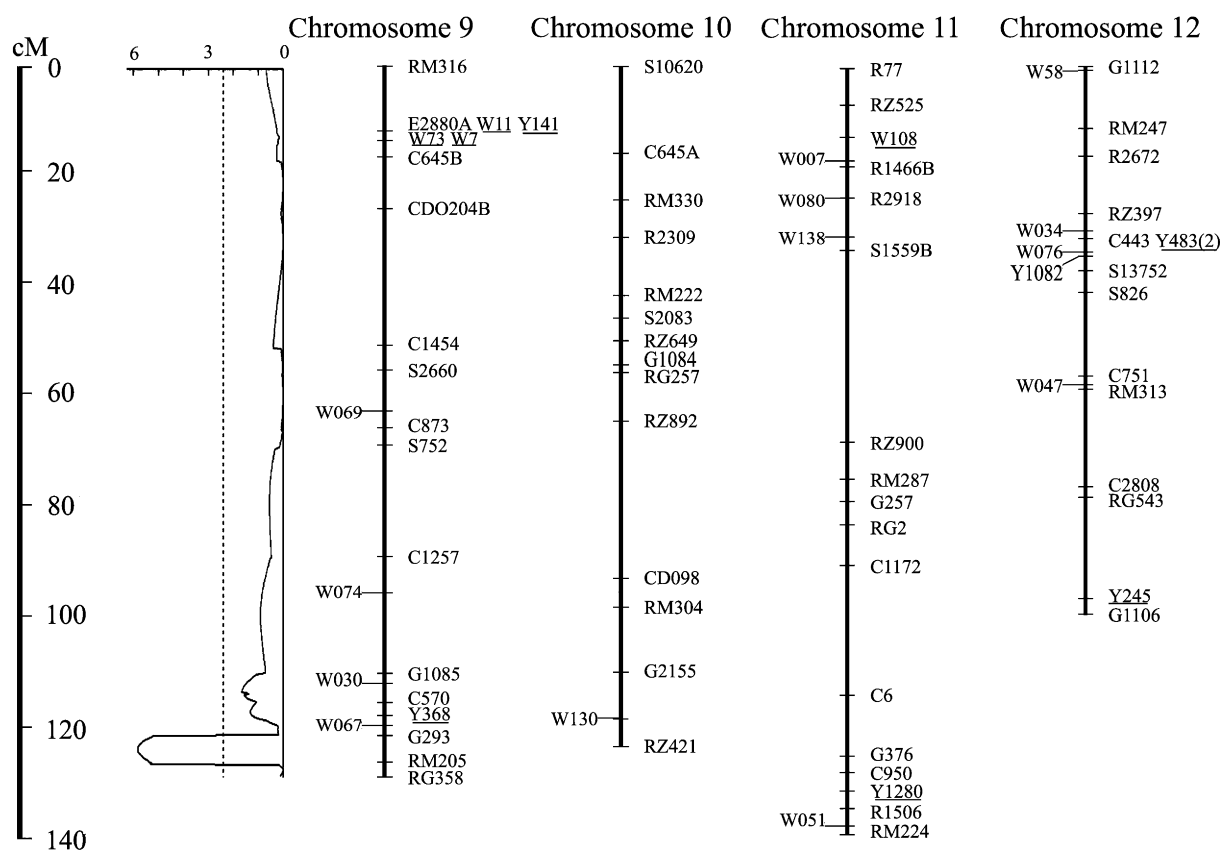 Chromosome 9
Chromosome 10
Chromosome 11
Chromosome 12
cM
6 3 0
0
20
40
60
80
100
120
140
RM316
E2880A W11 Y141
W73 W7
C645B
CDO204B
C1454
S2660
W069
C873
S752
C1257
W074
G1085
W030
C570
Y368
W067
G293
RM205
RG358
S10620
C645A
RM330
R2309
RM222
S2083
RZ649
G1084
RG257
RZ892
CD098
RM304
G2155
W130
RZ421
R77
RZ525
W108
W007
R1466B
W080
R2918
W138
S1559B
RZ900
RM287
G257
RG2
C1172
C6
G376
C950
Y1280
R1506
W051
RM224
G1112
W58
RM247
R2672
RZ397
W034
C443 Y483(2)
W076
Y1082
S13752
S826
C751
W047
RM313
C2808
RG543
Y245
G1106